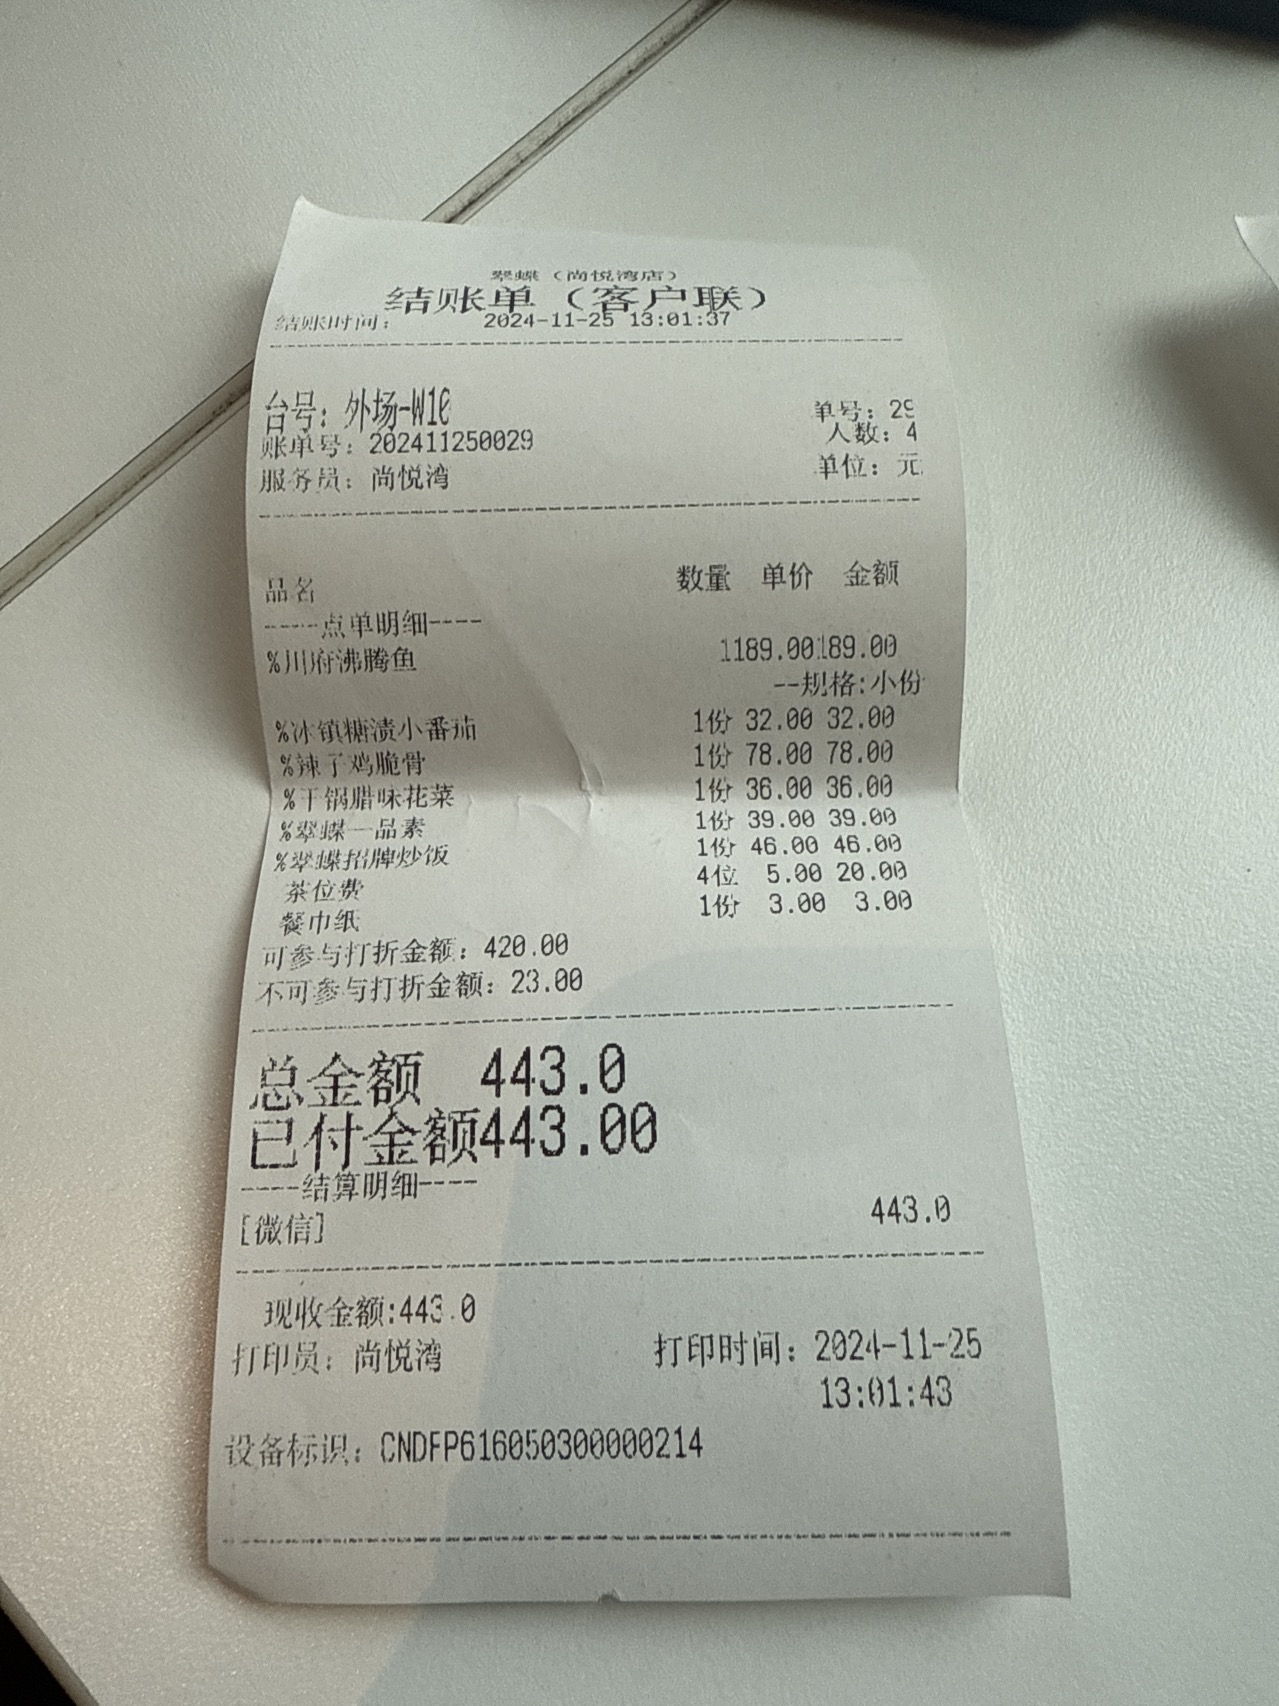 翠蝶（尚悦湾店）
结账单（客户联）
结账时间： 2024-11-25 13:01:37
台号：外场-W10 单号：29
账单号：202411250029 人数：4
服务员：尚悦湾 单位：元
品名 数量 单价 金额
-----点单明细----
%川府沸腾鱼 1189.00189.00
--规格:小份
%冰镇糖渍小番茄 1份 32.00 32.00
%辣子鸡脆骨 1份 78.00 78.00
%干锅腊味花菜 1份 36.00 36.00
%翠蝶一品素 1份 39.00 39.00
%翠蝶招牌炒饭 1份 46.00 46.00
茶位费 4位 5.00 20.00
餐巾纸 1份 3.00 3.00
可参与打折金额：420.00
不可参与打折金额：23.00
总金额 443.0
已付金额443.00
----结算明细----
[微信] 443.0
现收金额:443.0
打印员：尚悦湾 打印时间：2024-11-25
13:01:43
设备标识：CNDFP616050300000214